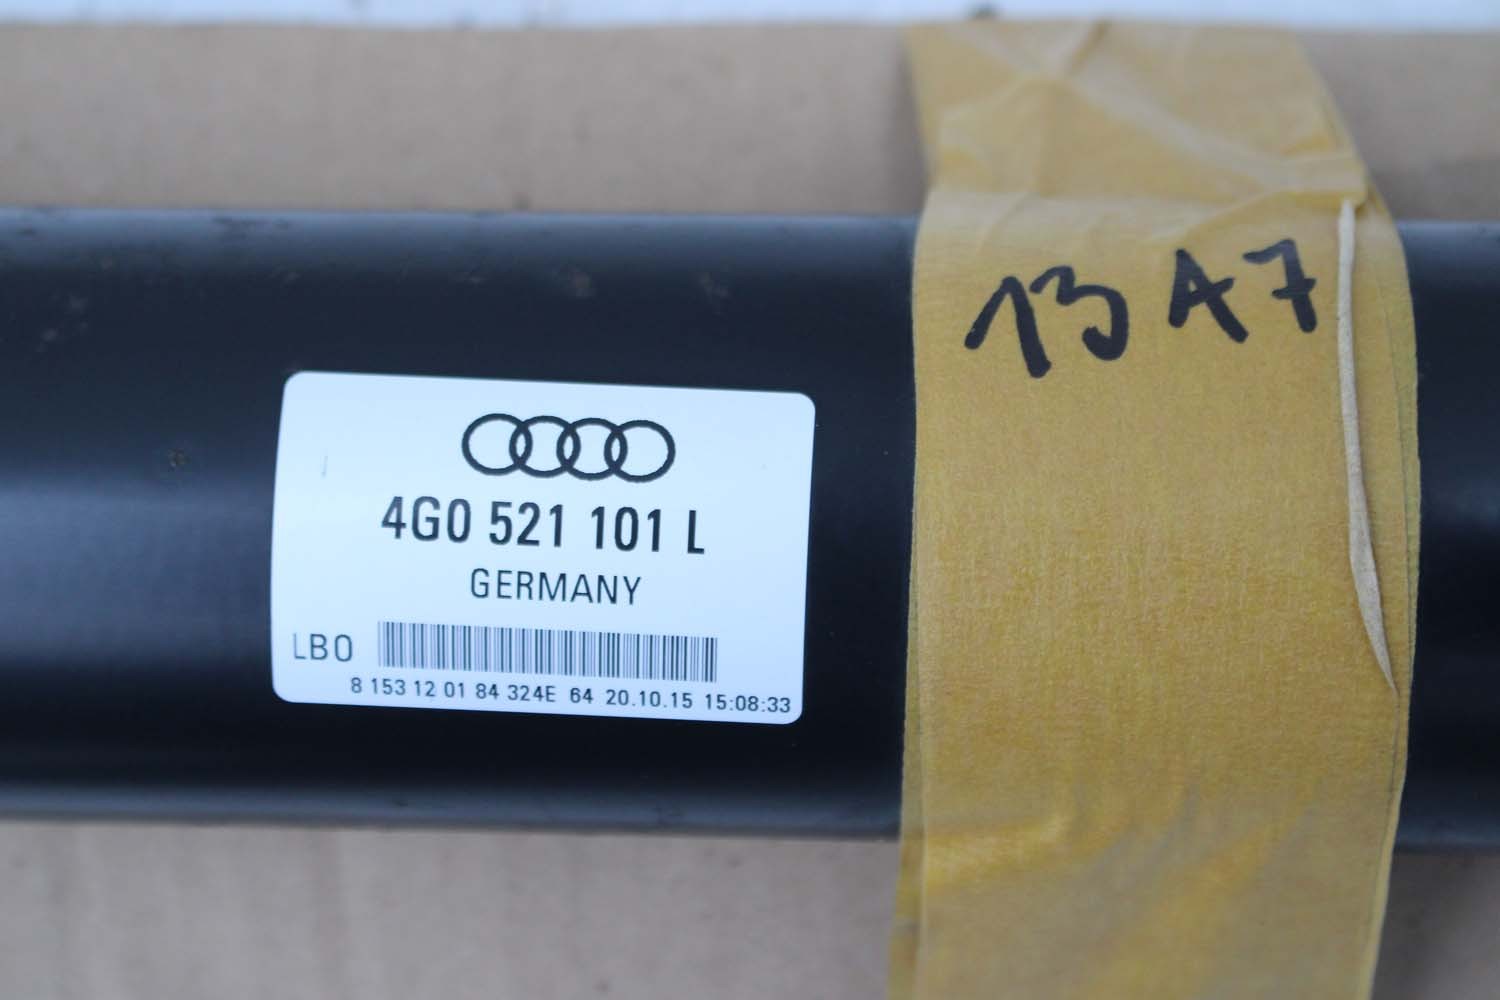 13 A7
4G0 521 101 L
GERMANY
LBO
8 153 12 01 84 324E 64 20.10.15 15:08:33